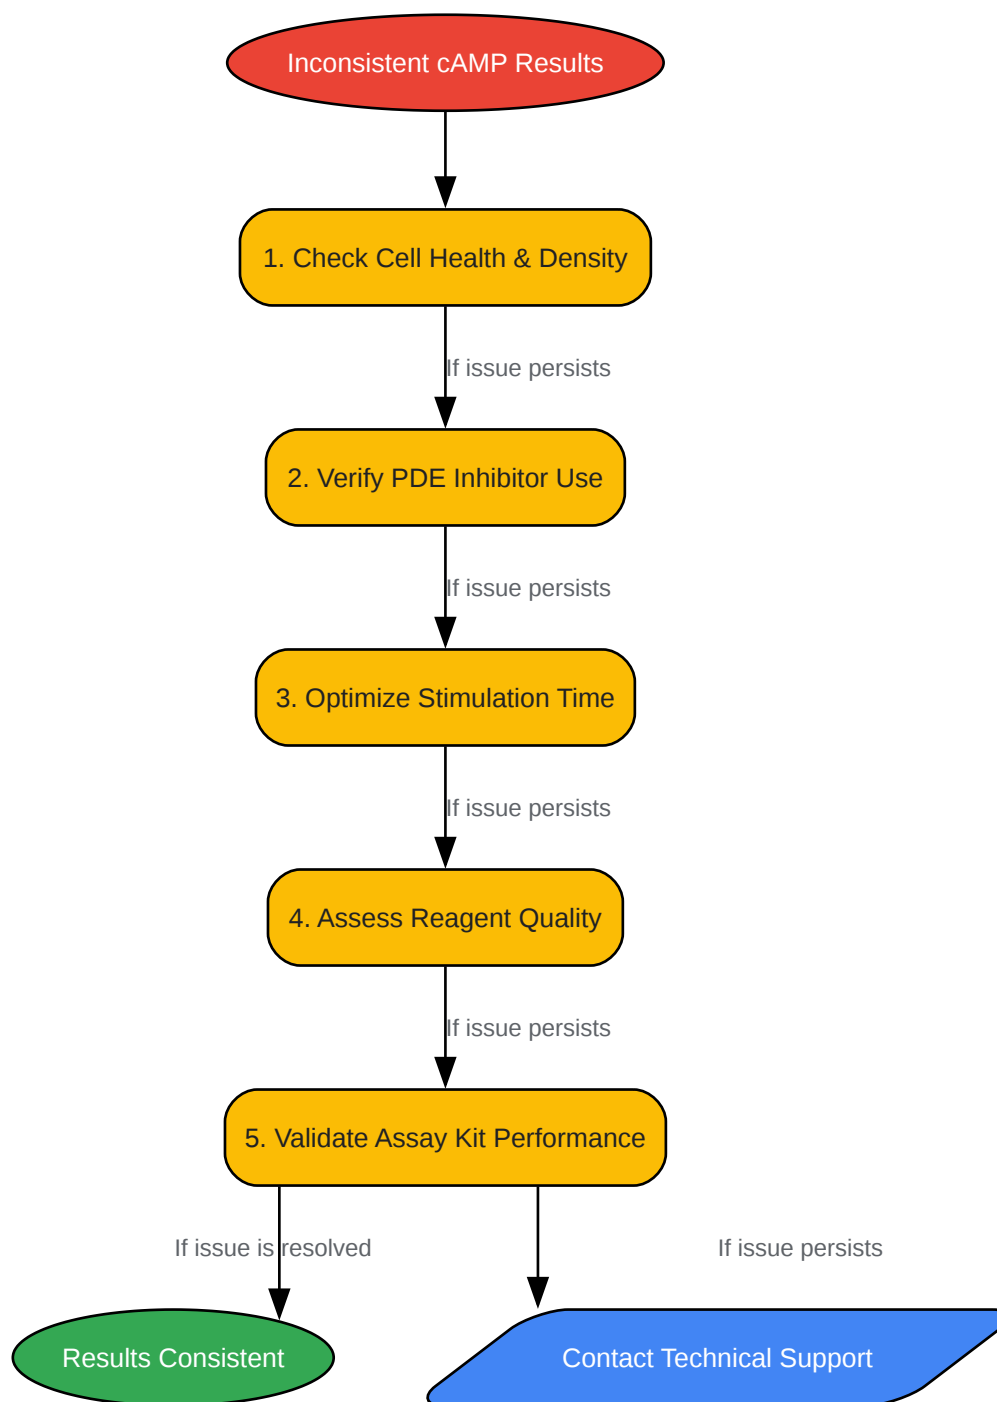 Inconsistent cAMP Results
1. Check Cell Health & Density
If issue persists
2. Verify PDE Inhibitor Use
If issue persists
3. Optimize Stimulation Time
If issue persists
4. Assess Reagent Quality
If issue persists
5. Validate Assay Kit Performance
If issue is resolved
If issue persists
Results Consistent
Contact Technical Support